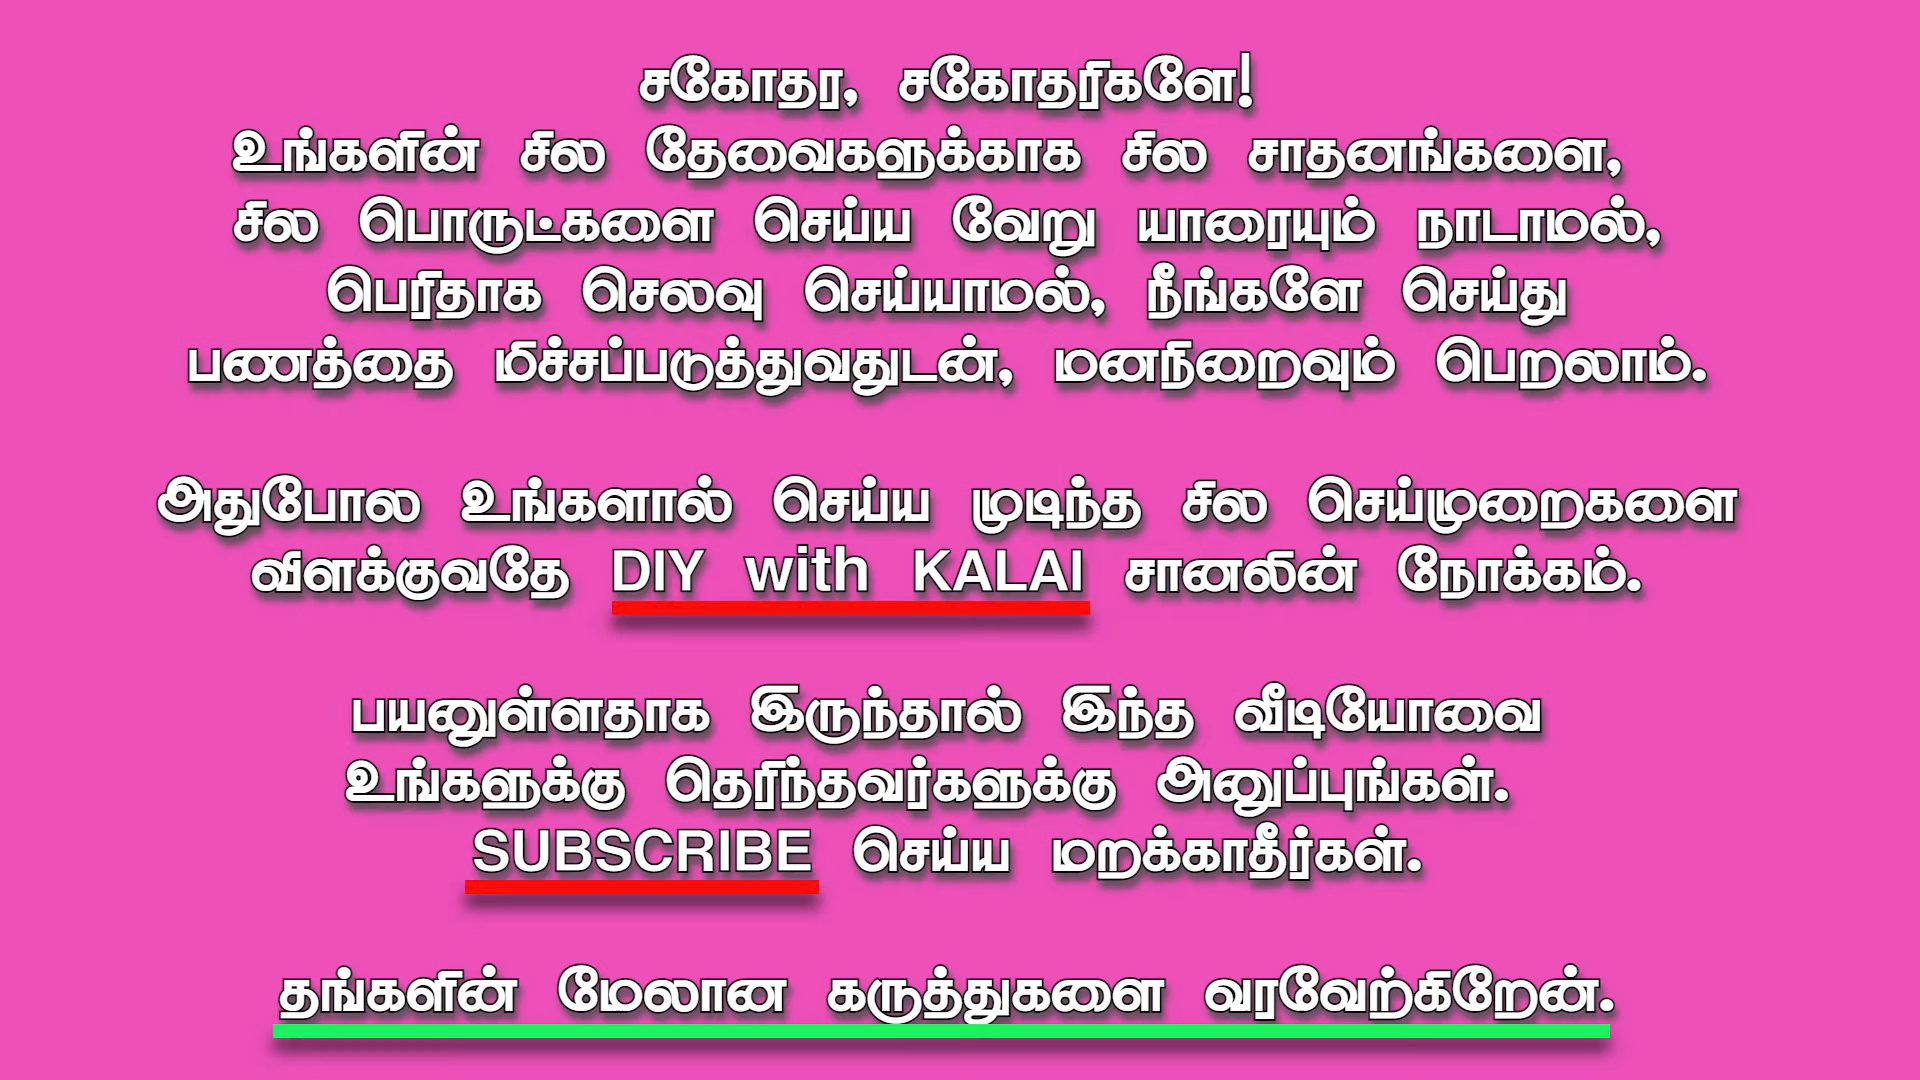 சகோதர, சகோதரிகளே!
உங்களின் சில தேவைகளுக்காக சில சாதனங்களை,
சில பொருட்களை செய்ய வேறு யாரையும் நாடாமல்,
பெரிதாக செலவு செய்யாமல், நீங்களே செய்து
பணத்தை மிச்சப்படுத்துவதுடன், மனநிறைவும் பெறலாம்.
அதுபோல உங்களால் செய்ய முடிந்த சில செய்முறைகளை
விளக்குவதே DIY with KALAI சானலின் நோக்கம்.
பயனுள்ளதாக இருந்தால் இந்த வீடியோவை
உங்களுக்கு தெரிந்தவர்களுக்கு அனுப்புங்கள்.
SUBSCRIBE செய்ய மறக்காதீர்கள்.
தங்களின் மேலான கருத்துகளை வரவேற்கிறேன்.